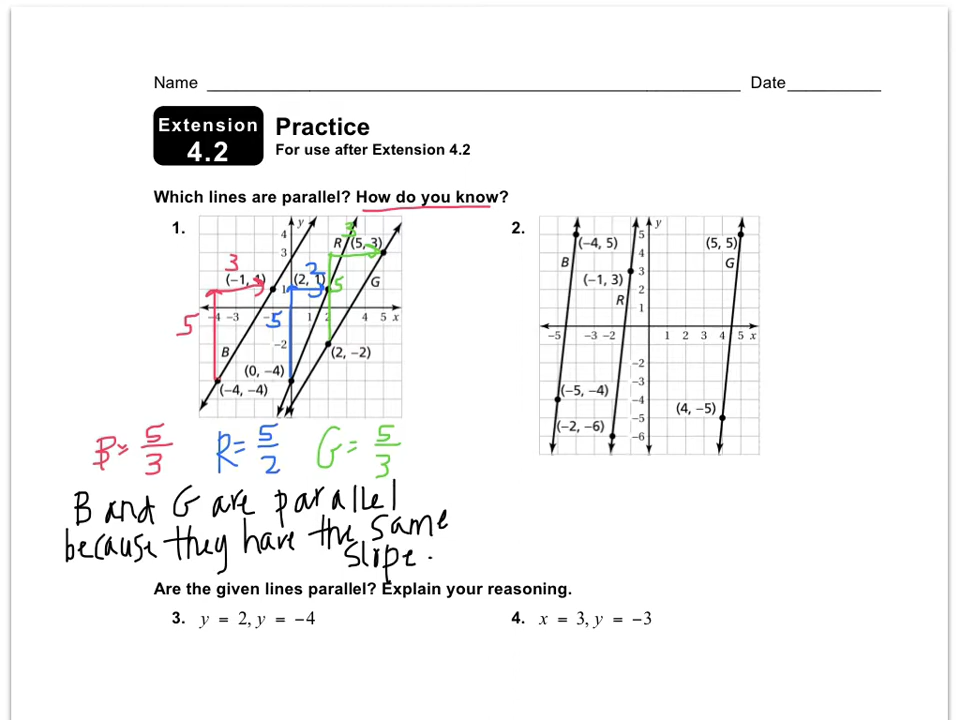 Name Date
Extension
4.2
Practice
For use after Extension 4.2
Which lines are parallel? How do you know?
1.
y
4
3
1
-2
-4 -3
1 2 4 5 x
R
(5, 3)
3
(-1, 1)
3
(2, 1)
2
5
5
5
G
B
(2, -2)
(0, -4)
(-4, -4)
B = 5/3
R = 5/2
G = 5/3
B and G are parallel
because they have the same
slope.
2.
y
5
4
3
2
1
(-4, 5)
(5, 5)
B
G
(-1, 3)
R
-5 -3 -2 1 2 3 4 5 x
-2
-3
-4
-5
-6
(-5, -4)
(4, -5)
(-2, -6)
Are the given lines parallel? Explain your reasoning.
3. y = 2, y = −4
4. x = 3, y = −3